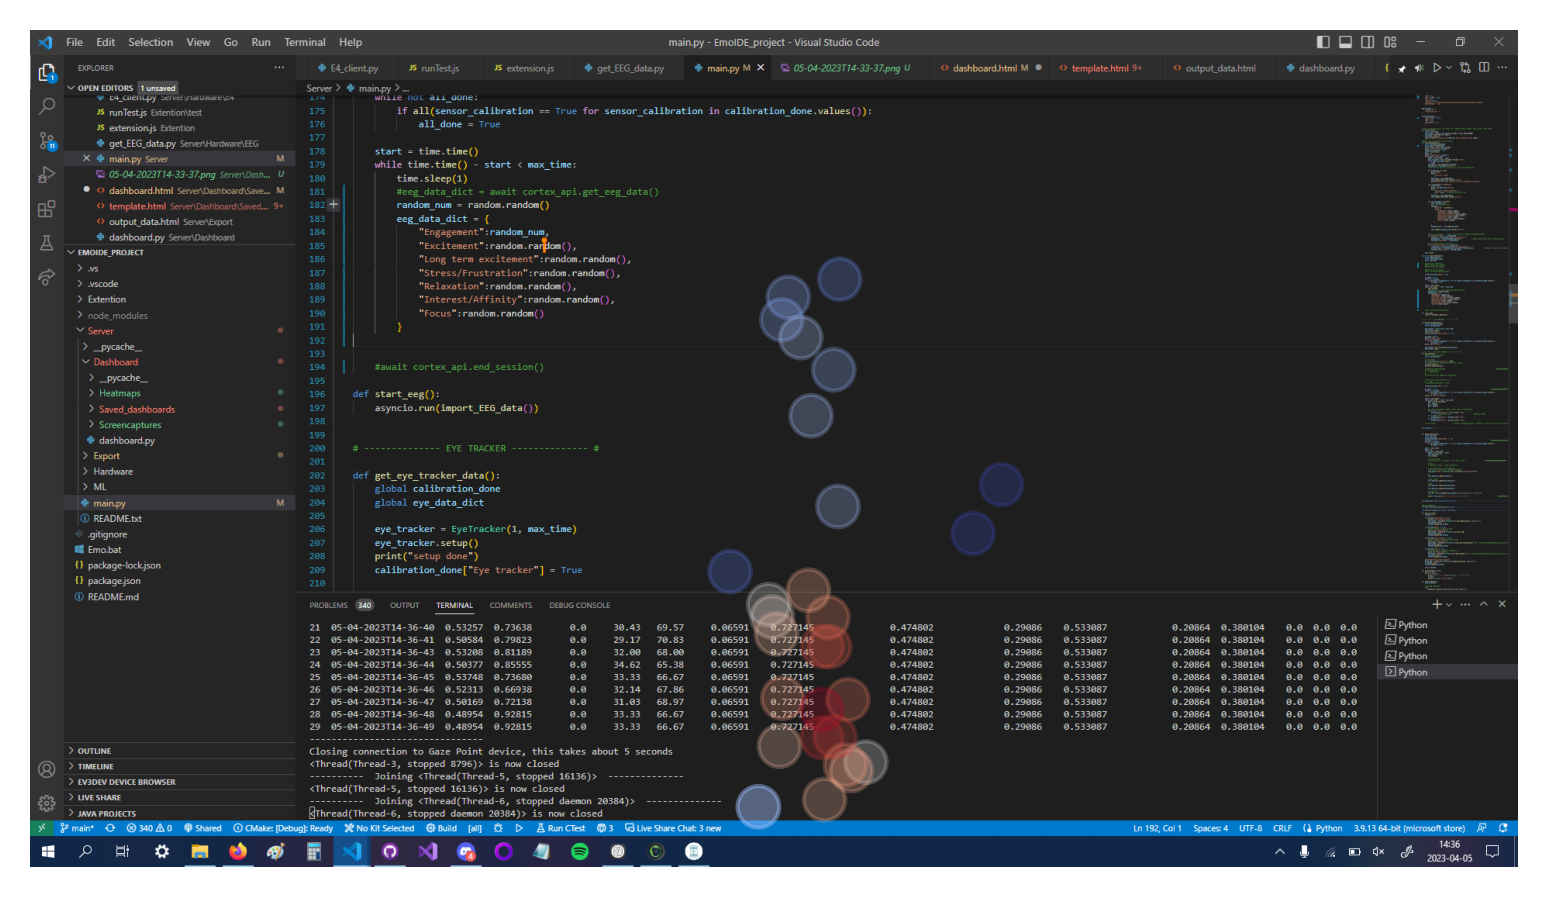 File Edit Selection View Go Run Terminal Help main.py - EmoIDE_project - Visual Studio Code
EXPLORER
E4_client.py runTest.js extension.js get_EEG_data.py main.py M 05-04-2023T14-33-37.png U dashboard.html M template.html 9+ output_data.html dashboard.py
OPEN EDITORS 1 unsaved
E4_client.py Server\Hardware\E4
JS runTest.js Extention\test
JS extension.js Extention
get_EEG_data.py Server\Hardware\EEG
main.py Server M
05-04-2023T14-33-37.png Server\Dash... U
dashboard.html Server\Dashboard\Save... M
template.html Server\Dashboard\Saved... 9+
output_data.html Server\Export
dashboard.py Server\Dashboard
EMOIDE_PROJECT
.vs
.vscode
Extention
node_modules
Server
__pycache__
Dashboard
__pycache__
Heatmaps
Saved_dashboards
Screencaptures
dashboard.py
Export
Hardware
ML
main.py M
README.txt
.gitignore
Emo.bat
package-lock.json
package.json
README.md
OUTLINE
TIMELINE
EV3DEV DEVICE BROWSER
LIVE SHARE
JAVA PROJECTS
Server > main.py > ...
174 while not all_done:
175 if all(sensor_calibration == True for sensor_calibration in calibration_done.values()):
176 all_done = True
177
178 start = time.time()
179 while time.time() - start < max_time:
180 time.sleep(1)
181 #eeg_data_dict = await cortex_api.get_eeg_data()
182 random_num = random.random()
183 eeg_data_dict = {
184 "Engagement":random_num,
185 "Excitement":random.random(),
186 "Long term excitement":random.random(),
187 "Stress/Frustration":random.random(),
188 "Relaxation":random.random(),
189 "Interest/Affinity":random.random(),
190 "Focus":random.random()
191 }
192
193
194 #await cortex_api.end_session()
195
196 def start_eeg():
197 asyncio.run(import_EEG_data())
198
199
200 # -------------- EYE TRACKER -------------- #
201
202 def get_eye_tracker_data():
203 global calibration_done
204 global eye_data_dict
205
206 eye_tracker = EyeTracker(1, max_time)
207 eye_tracker.setup()
208 print("setup done")
209 calibration_done["Eye tracker"] = True
210
PROBLEMS 340 OUTPUT TERMINAL COMMENTS DEBUG CONSOLE
21 05-04-2023T14-36-40 0.53257 0.73638 0.0 30.43 69.57 0.06591 0.727145 0.474802 0.29086 0.533087 0.20864 0.380104 0.0 0.0 0.0
22 05-04-2023T14-36-41 0.50584 0.79823 0.0 29.17 70.83 0.06591 0.727145 0.474802 0.29086 0.533087 0.20864 0.380104 0.0 0.0 0.0
23 05-04-2023T14-36-43 0.53208 0.81189 0.0 32.00 68.00 0.06591 0.727145 0.474802 0.29086 0.533087 0.20864 0.380104 0.0 0.0 0.0
24 05-04-2023T14-36-44 0.50377 0.85555 0.0 34.62 65.38 0.06591 0.727145 0.474802 0.29086 0.533087 0.20864 0.380104 0.0 0.0 0.0
25 05-04-2023T14-36-45 0.53748 0.73680 0.0 33.33 66.67 0.06591 0.727145 0.474802 0.29086 0.533087 0.20864 0.380104 0.0 0.0 0.0
26 05-04-2023T14-36-46 0.52313 0.66938 0.0 32.14 67.86 0.06591 0.727145 0.474802 0.29086 0.533087 0.20864 0.380104 0.0 0.0 0.0
27 05-04-2023T14-36-47 0.50169 0.72138 0.0 31.03 68.97 0.06591 0.727145 0.474802 0.29086 0.533087 0.20864 0.380104 0.0 0.0 0.0
28 05-04-2023T14-36-48 0.48954 0.92815 0.0 33.33 66.67 0.06591 0.727145 0.474802 0.29086 0.533087 0.20864 0.380104 0.0 0.0 0.0
29 05-04-2023T14-36-49 0.48954 0.92815 0.0 33.33 66.67 0.06591 0.727145 0.474802 0.29086 0.533087 0.20864 0.380104 0.0 0.0 0.0
--------------------------------
Closing connection to Gaze Point device, this takes about 5 seconds
<Thread(Thread-3, stopped 8796)> is now closed
---------- Joining <Thread(Thread-5, stopped 16136)> --------------
<Thread(Thread-5, stopped 16136)> is now closed
---------- Joining <Thread(Thread-6, stopped daemon 20384)> --------------
<Thread(Thread-6, stopped daemon 20384)> is now closed
Python
Python
Python
Python
main* 340 0 Shared CMake: [Debug]: Ready No Kit Selected Build [all] Run CTest 3 Live Share Chat: 3 new Ln 192, Col 1 Spaces: 4 UTF-8 CRLF Python 3.9.13 64-bit (microsoft store)
14:36
2023-04-05